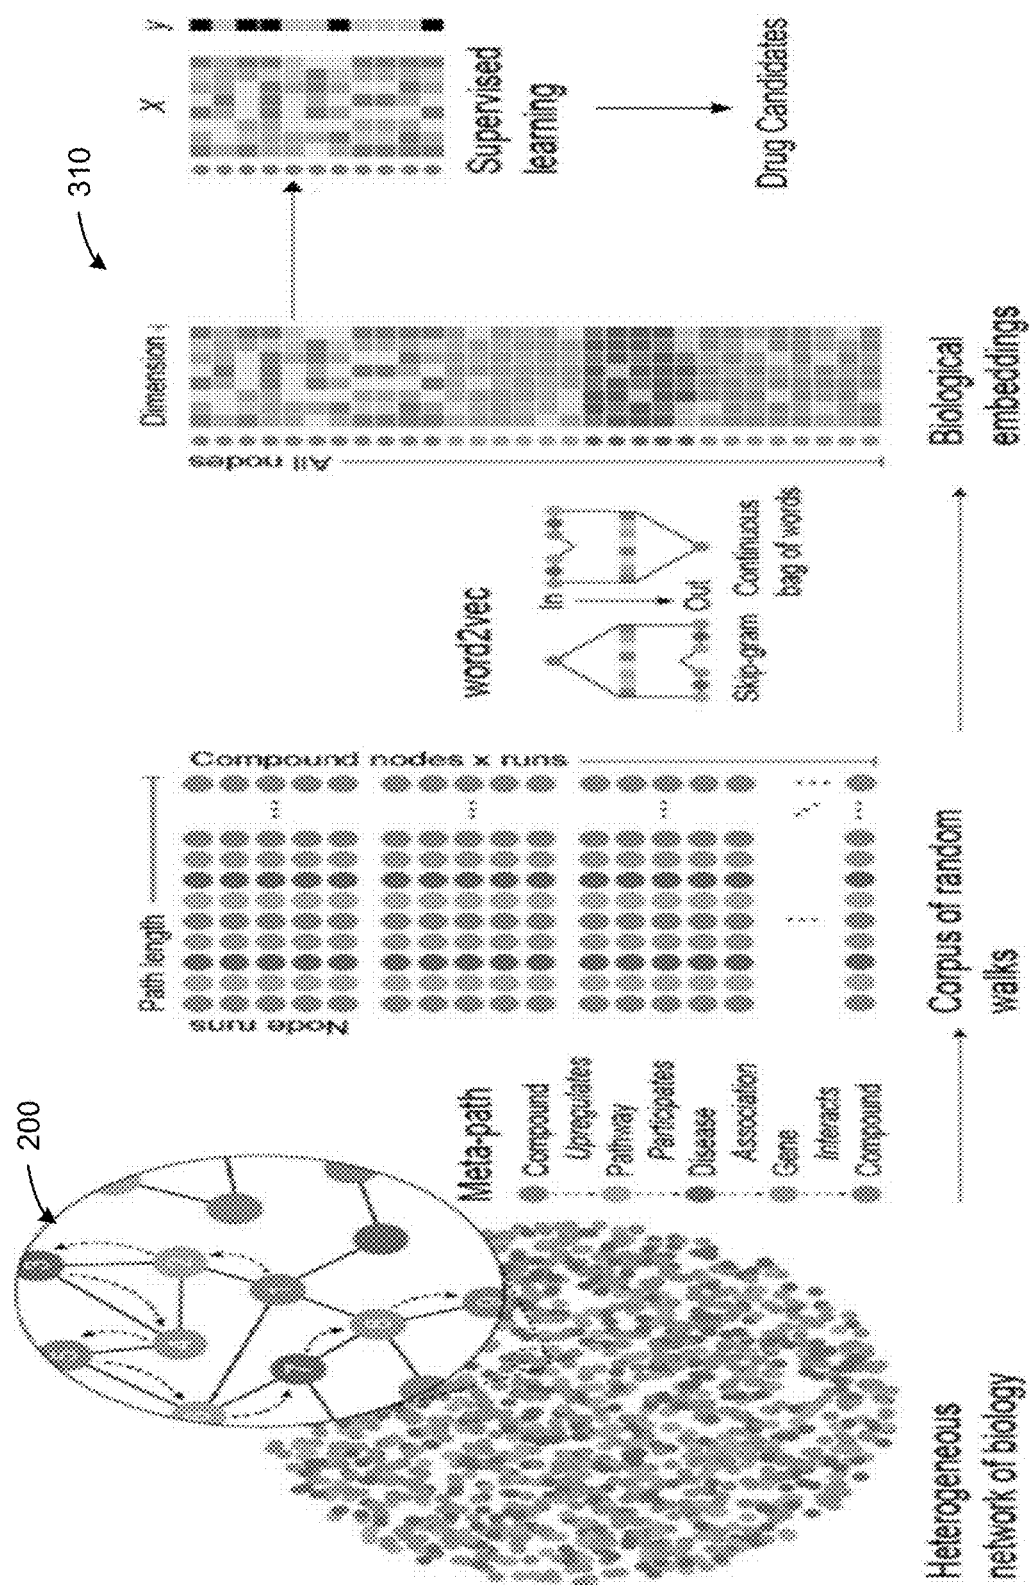 200
310
Heterogeneous
network of biology
Meta-path
Compound
Upregulates
Pathway
Participates
Disease
Association
Gene
Interacts
Compound
Path length
Node runs
Compound nodes x runs
Corpus of random
walks
word2vec
In
Out
Skip-gram
Continuous
bag of words
All nodes
Dimension
Biological
embeddings
X
y
Supervised
learning
Drug Candidates